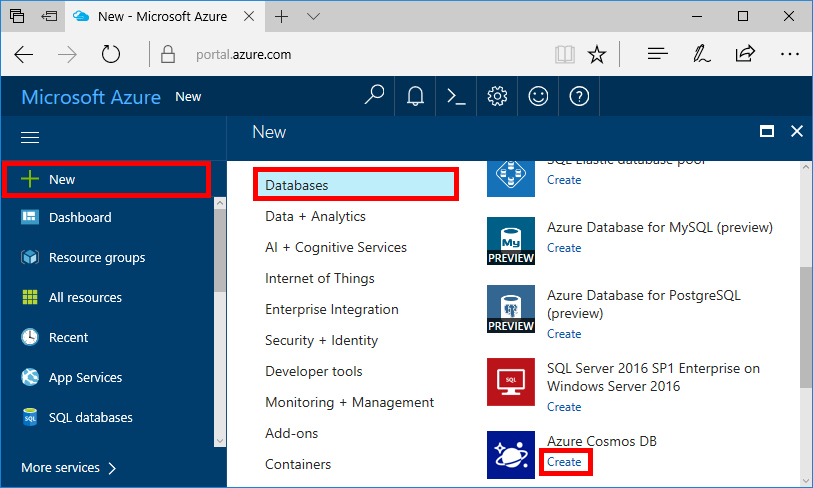 New - Microsoft Azure
portal.azure.com
Microsoft Azure New
New
New
Dashboard
Resource groups
All resources
Recent
App Services
SQL
SQL databases
More services
Databases
Data + Analytics
AI + Cognitive Services
Internet of Things
Enterprise Integration
Security + Identity
Developer tools
Monitoring + Management
Add-ons
Containers
SQL Elastic database pool
Create
My
PREVIEW
Azure Database for MySQL (preview)
Create
PREVIEW
Azure Database for PostgreSQL
(preview)
Create
SQL
SQL Server 2016 SP1 Enterprise on
Windows Server 2016
Create
Azure Cosmos DB
Create